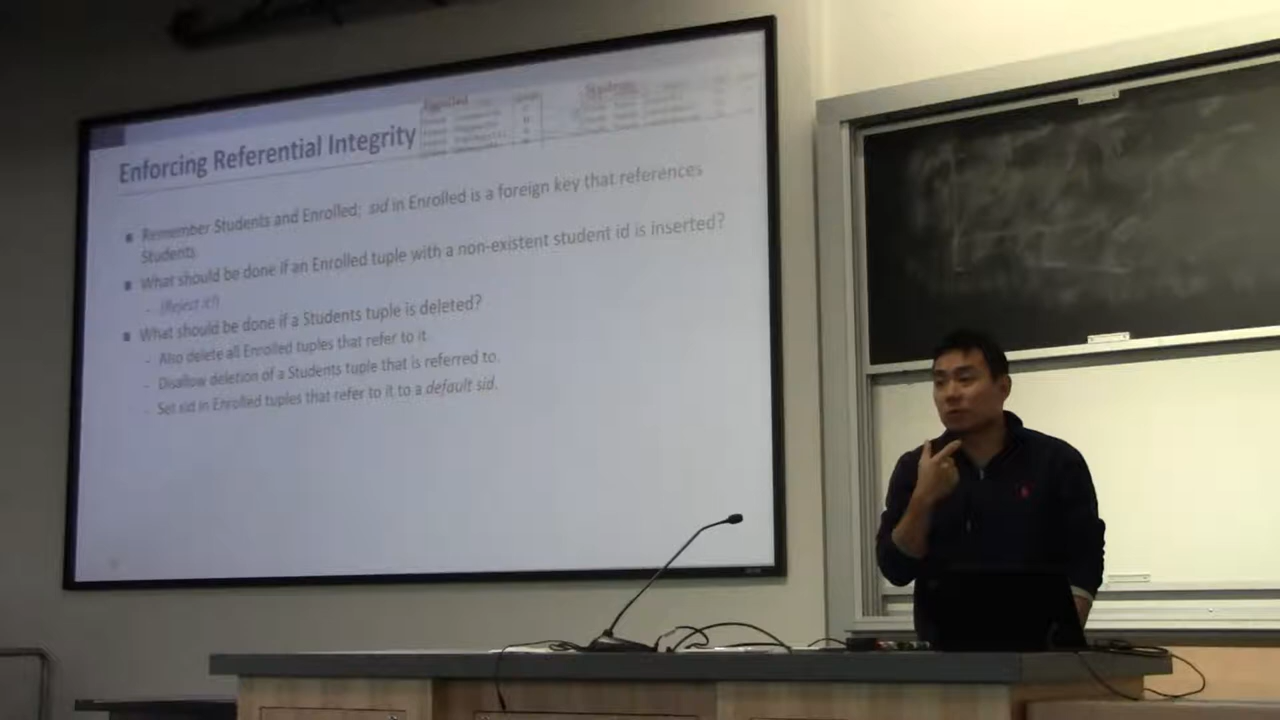 Enrolled
Students
Enforcing Referential Integrity
Remember Students and Enrolled; sid in Enrolled is a foreign key that references
Students.
What should be done if an Enrolled tuple with a non-existent student id is inserted?
- (Reject it!)
What should be done if a Students tuple is deleted?
- Also delete all Enrolled tuples that refer to it.
- Disallow deletion of a Students tuple that is referred to.
- Set sid in Enrolled tuples that refer to it to a default sid.